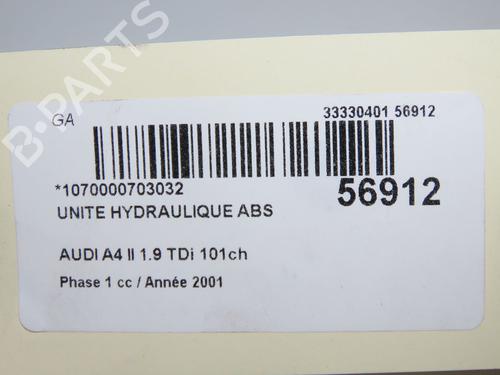 B-PARTS
GA
33330401 56912
*1070000703032
56912
UNITE HYDRAULIQUE ABS
AUDI A4 II 1.9 TDi 101ch
Phase 1 cc / Année 2001